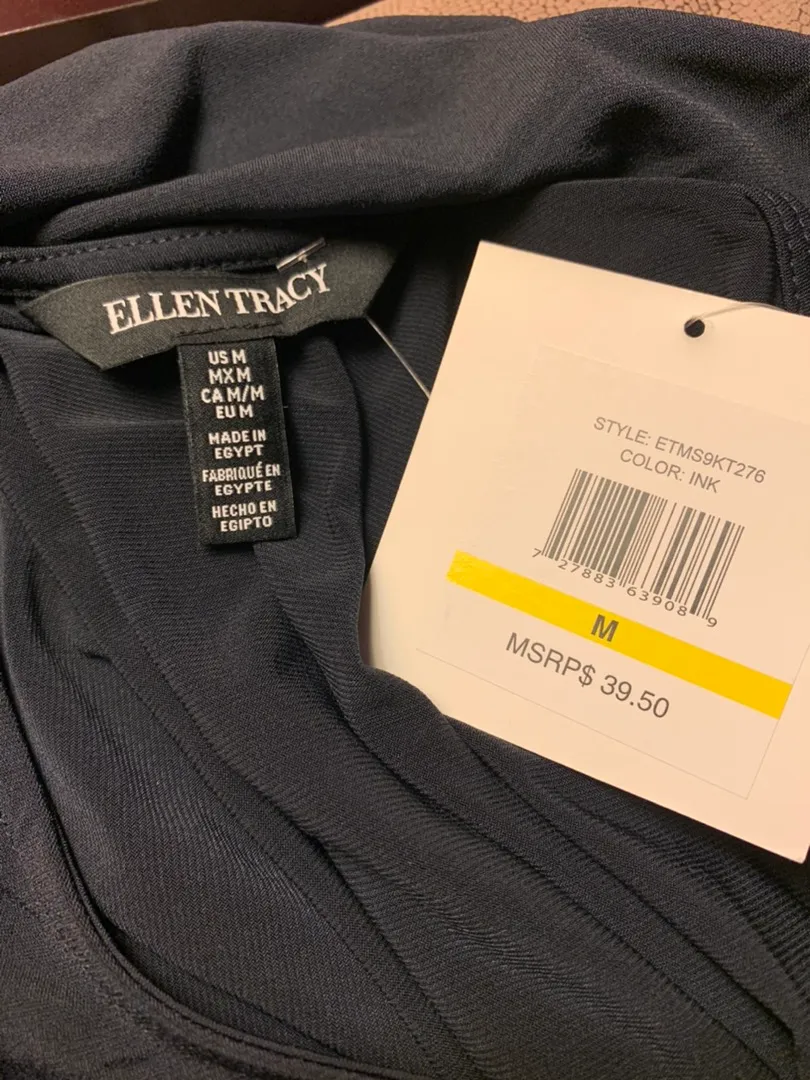 ELLEN TRACY
US M
MX M
CA M/M
EU M
MADE IN
EGYPT
FABRIQUÉ EN
EGYPTE
HECHO EN
EGIPTO
STYLE: ETMS9KT276
COLOR: INK
7 27883 63908 9
M
MSRP$ 39.50